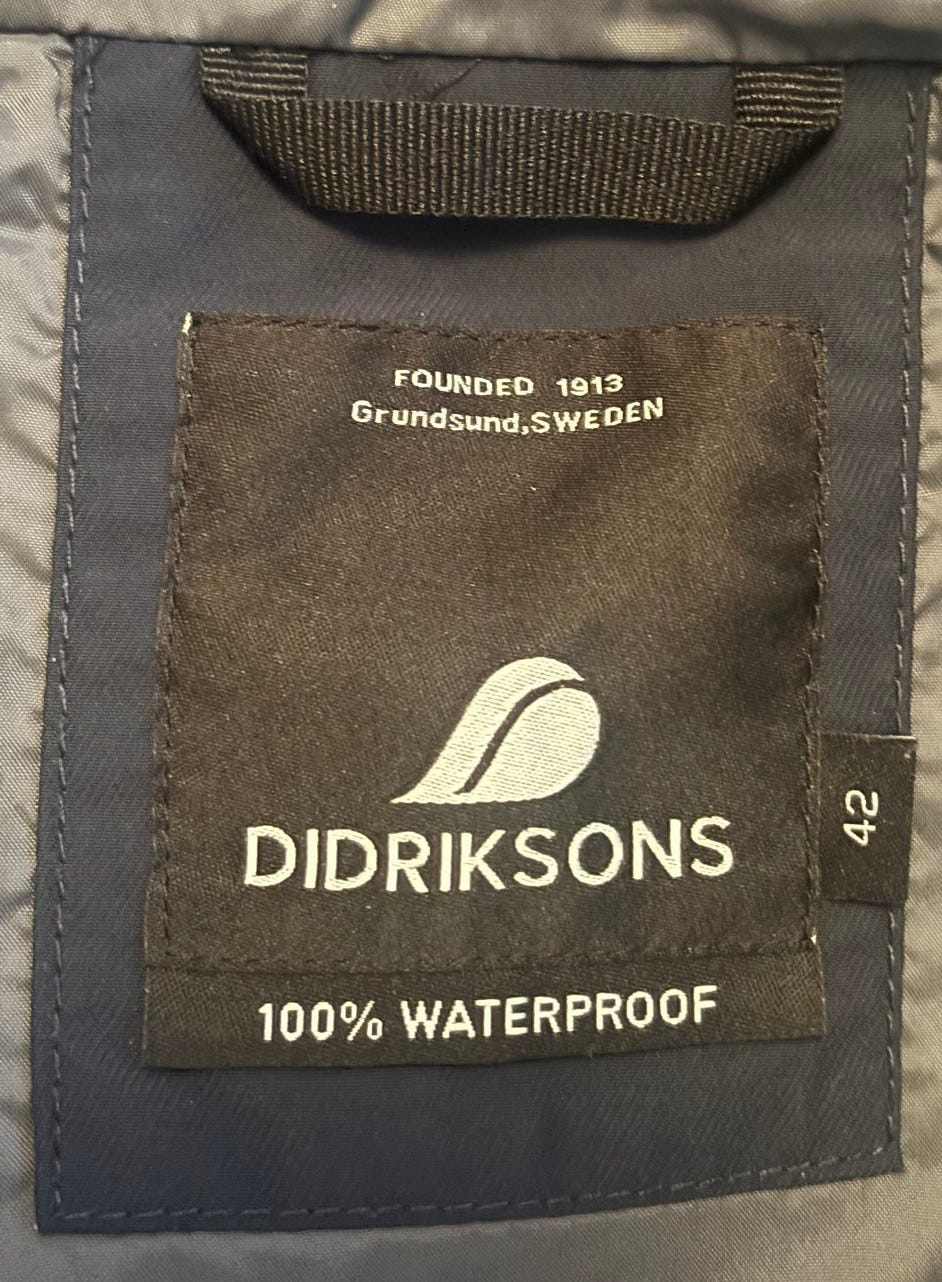 FOUNDED 1913
Grundsund,SWEDEN
DIDRIKSONS
42
100% WATERPROOF